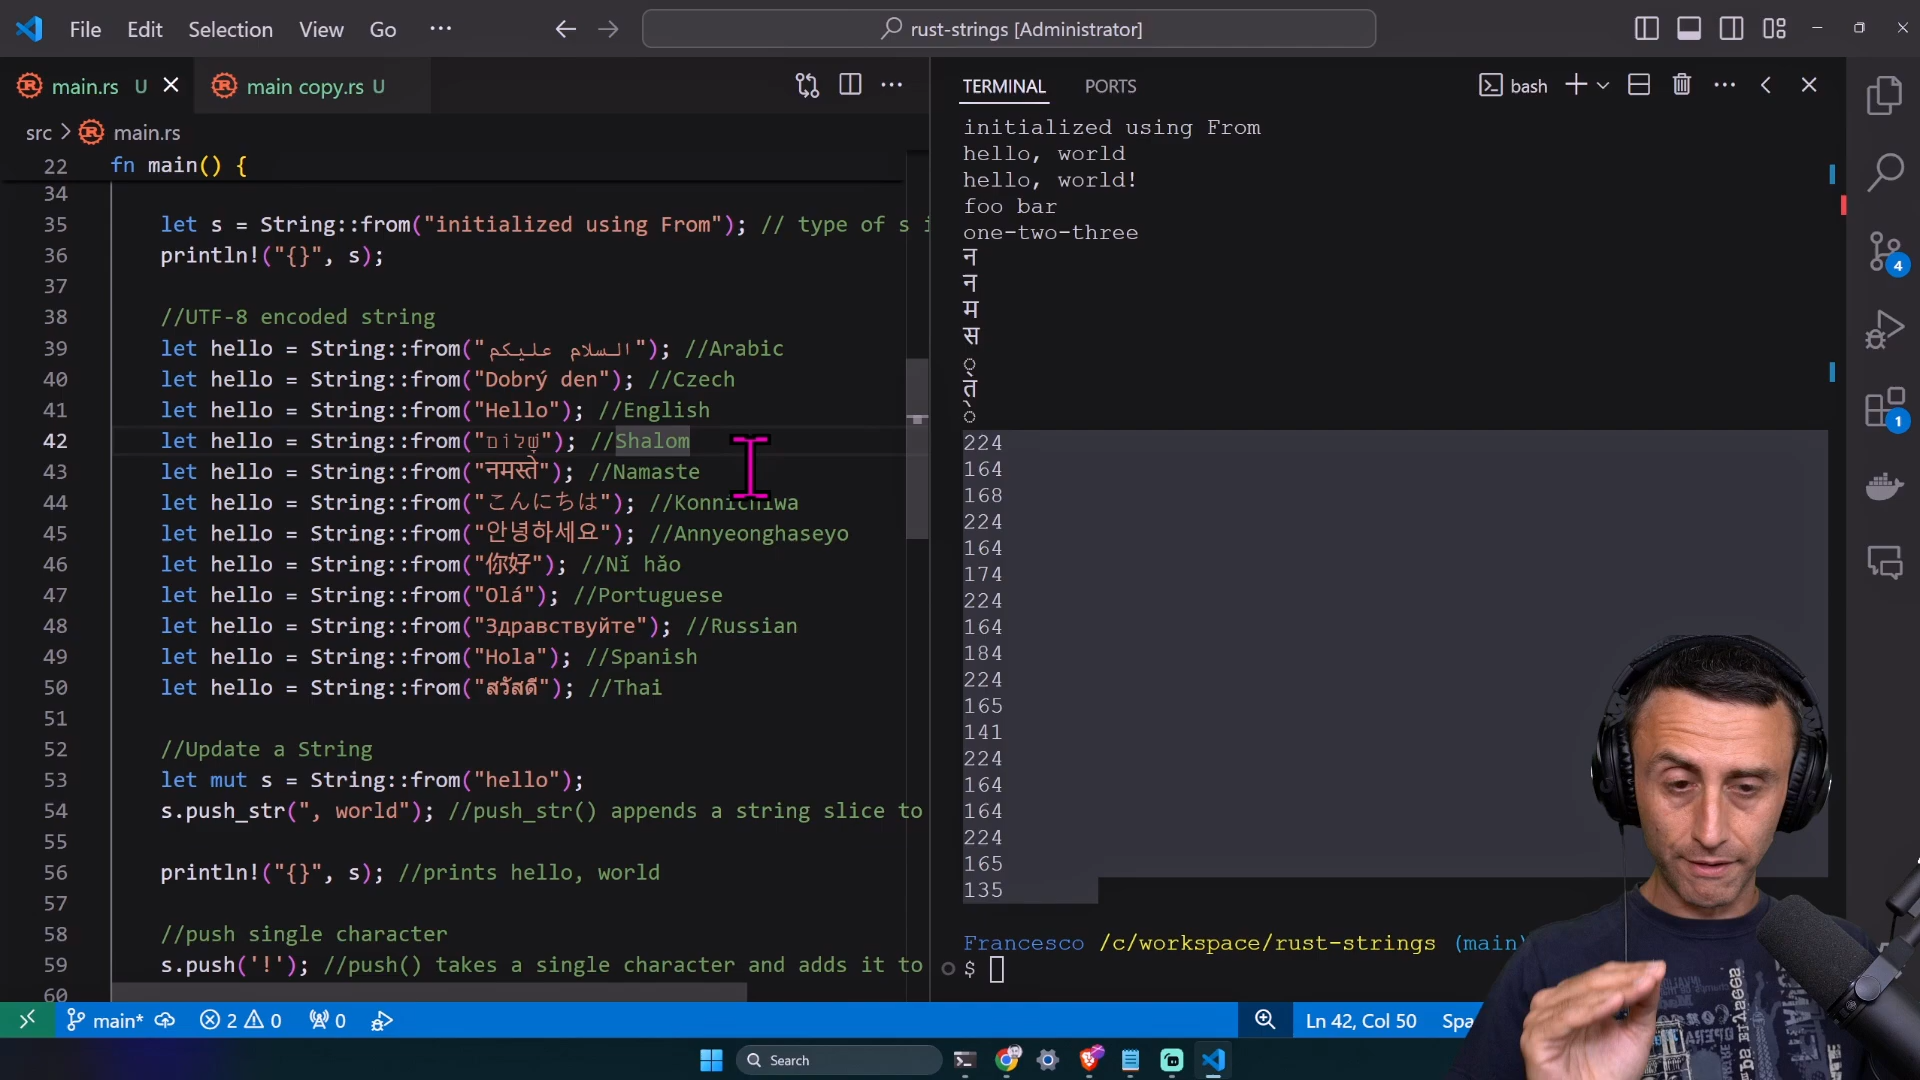 File Edit Selection View Go ···
rust-strings [Administrator]
main.rs U
main copy.rs U
src > main.rs
22 fn main() {
34
35 let s = String::from("initialized using From"); // type of s i
36 println!("{}", s);
37
38 //UTF-8 encoded string
39 let hello = String::from("السلام عليكم"); //Arabic
40 let hello = String::from("Dobrý den"); //Czech
41 let hello = String::from("Hello"); //English
42 let hello = String::from("שָׁלוֹם"); //Shalom
43 let hello = String::from("नमस्ते"); //Namaste
44 let hello = String::from("こんにちは"); //Konnichiwa
45 let hello = String::from("안녕하세요"); //Annyeonghaseyo
46 let hello = String::from("你好"); //Nǐ hǎo
47 let hello = String::from("Olá"); //Portuguese
48 let hello = String::from("Здравствуйте"); //Russian
49 let hello = String::from("Hola"); //Spanish
50 let hello = String::from("สวัสดี"); //Thai
51
52 //Update a String
53 let mut s = String::from("hello");
54 s.push_str(", world"); //push_str() appends a string slice to
55
56 println!("{}", s); //prints hello, world
57
58 //push single character
59 s.push('!'); //push() takes a single character and adds it to
60
TERMINAL PORTS
bash
initialized using From
hello, world
hello, world!
foo bar
one-two-three
न
न
म
स
्
त
े
224
164
168
224
164
174
224
164
184
224
165
141
224
164
164
224
165
135
Francesco /c/workspace/rust-strings (main)
$
4
1
main* 2 0 0
Ln 42, Col 50 Spa
Search